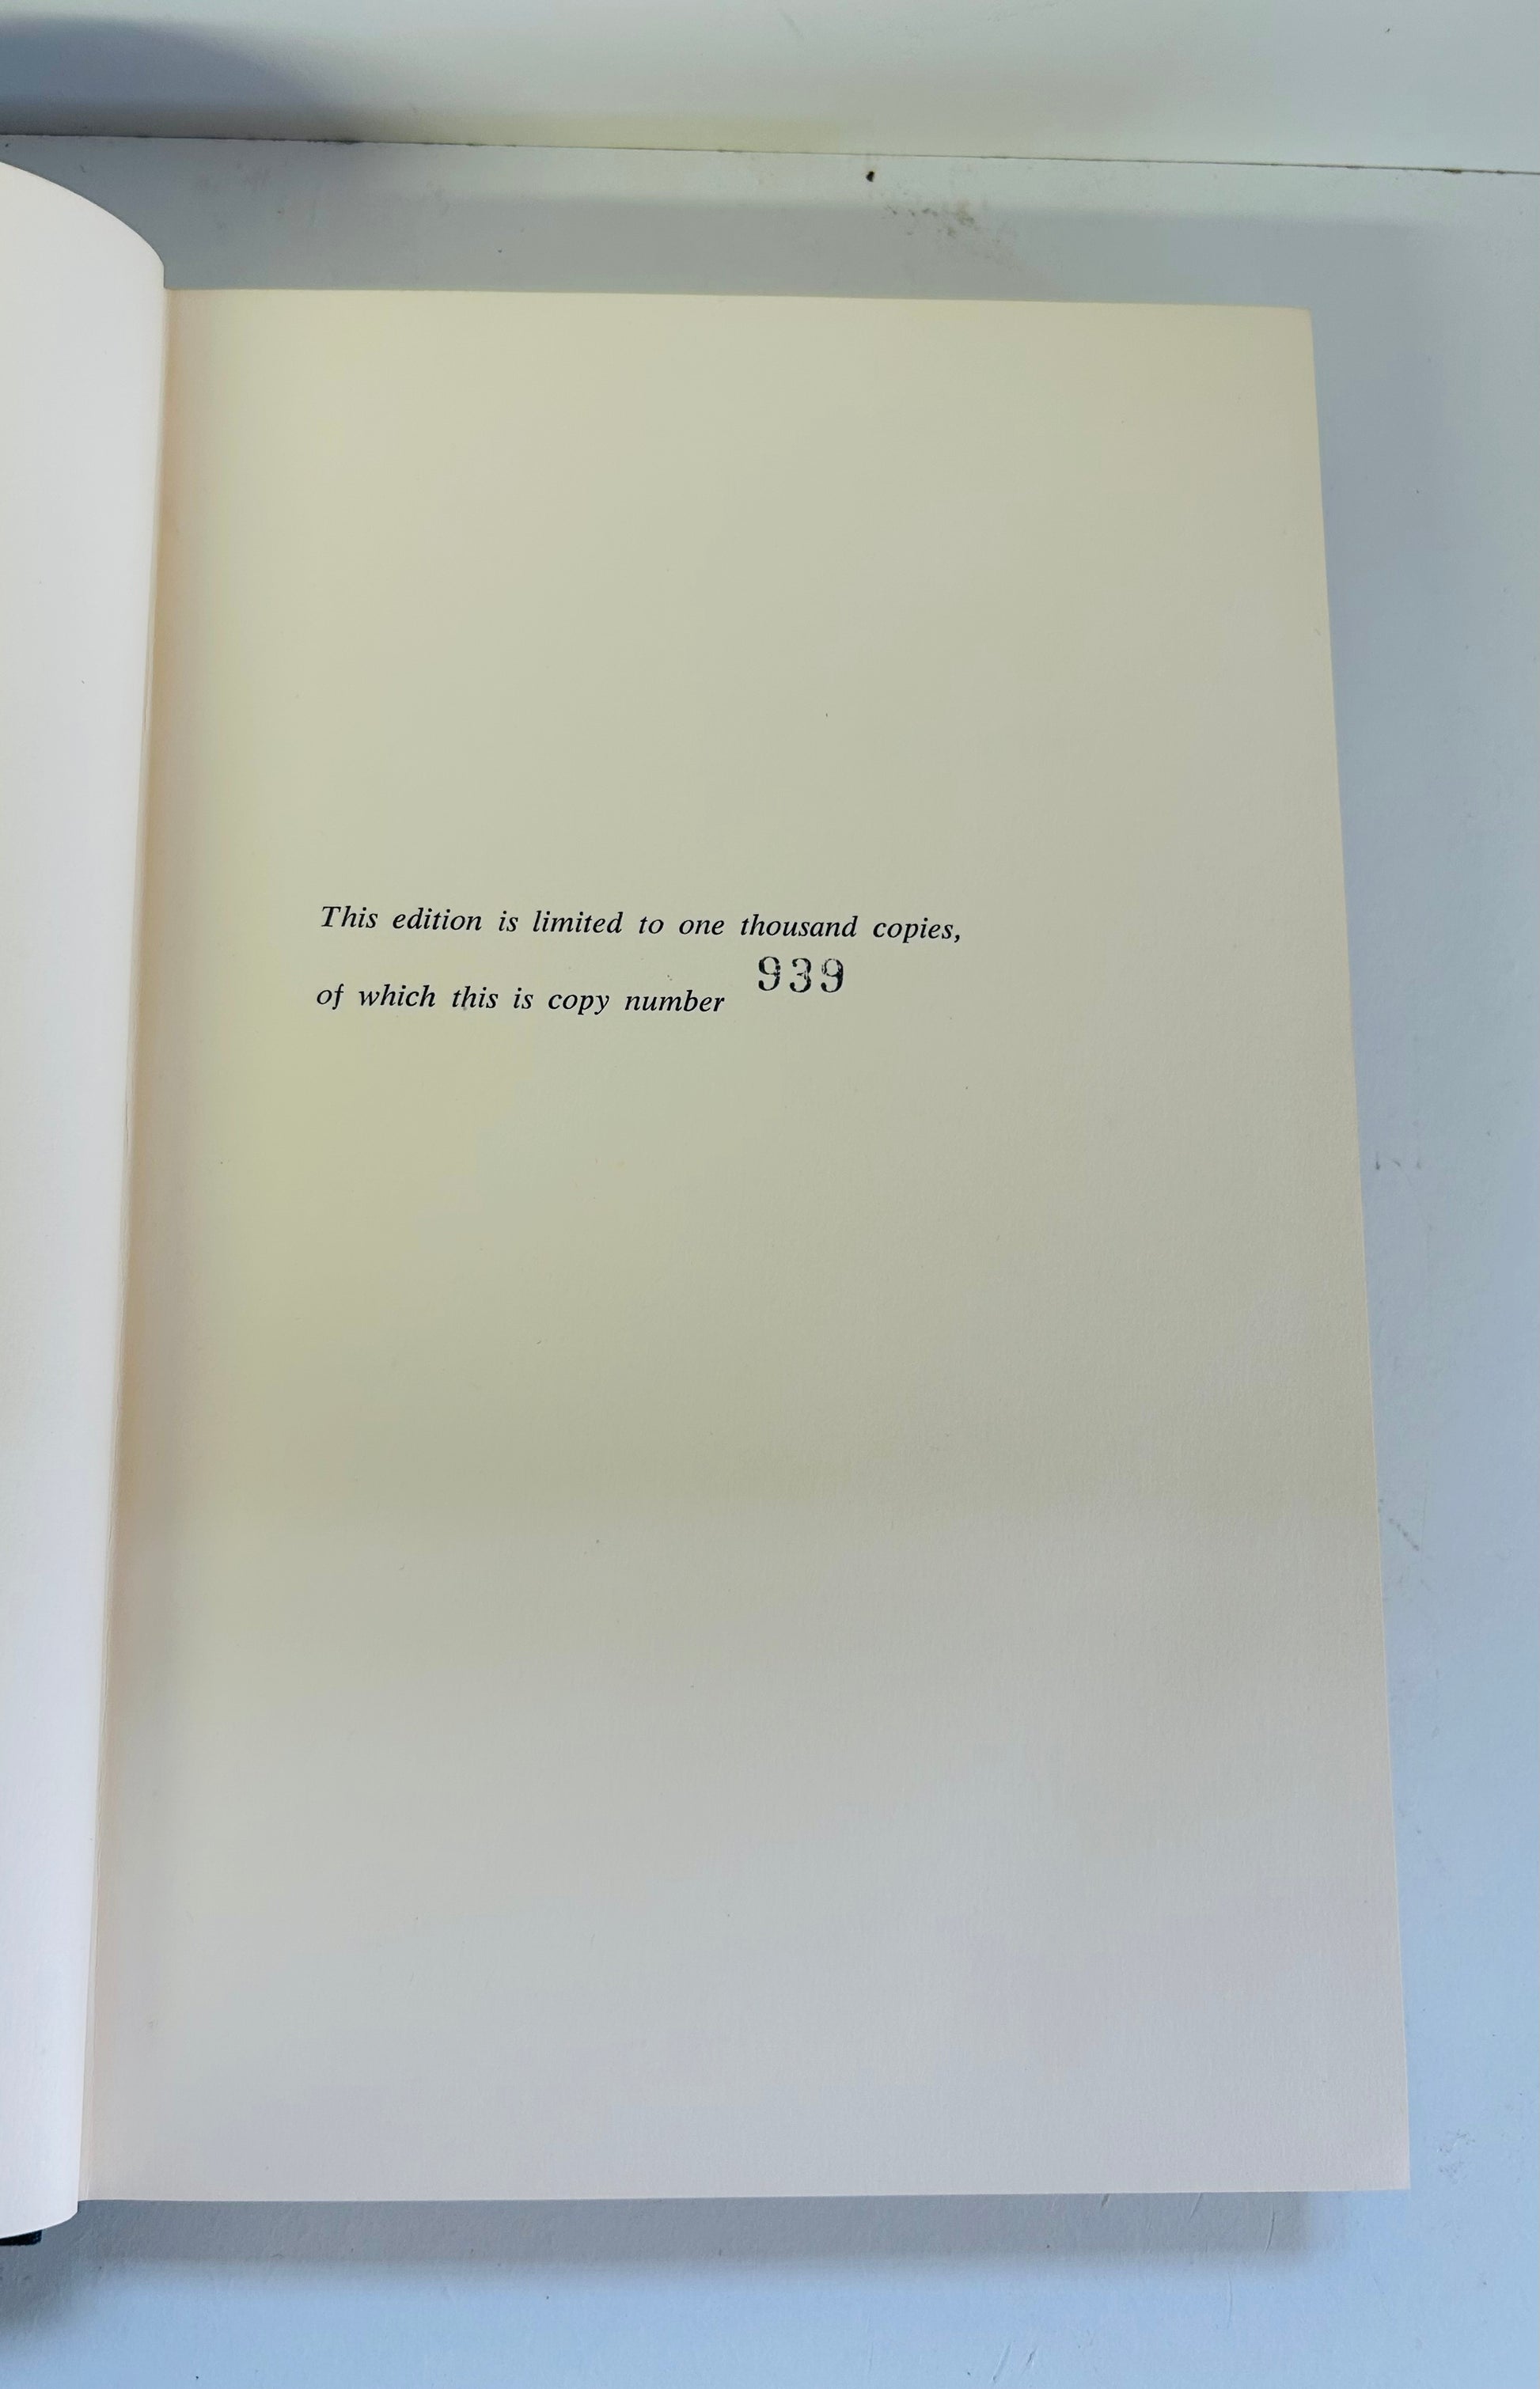 This edition is limited to one thousand copies,
of which this is copy number 939